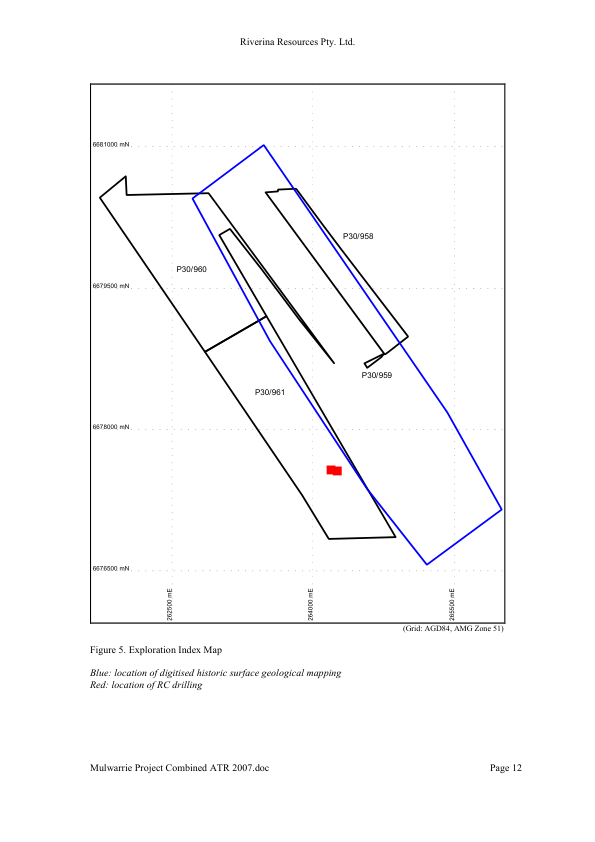 Riverina Resources Pty. Ltd.
6681000 mN
P30/958
P30/960
6679500 mN
P30/959
P30/961
6678000 mN
6676500 mN
262500 mE
264000 mE
265500 mE
(Grid: AGD84, AMG Zone 51)
Figure 5. Exploration Index Map
Blue: location of digitised historic surface geological mapping
Red: location of RC drilling
Mulwarrie Project Combined ATR 2007.doc
Page 12